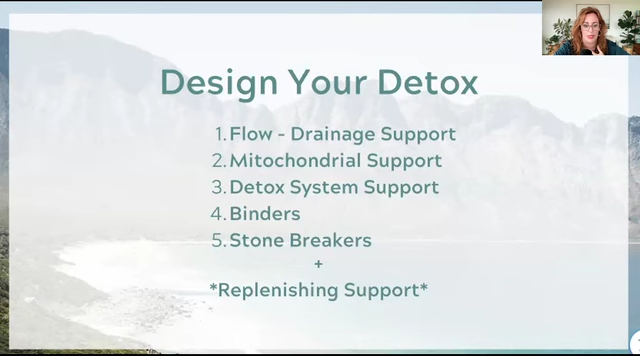 Design Your Detox
1. Flow - Drainage Support
2. Mitochondrial Support
3. Detox System Support
4. Binders
5. Stone Breakers
+
*Replenishing Support*